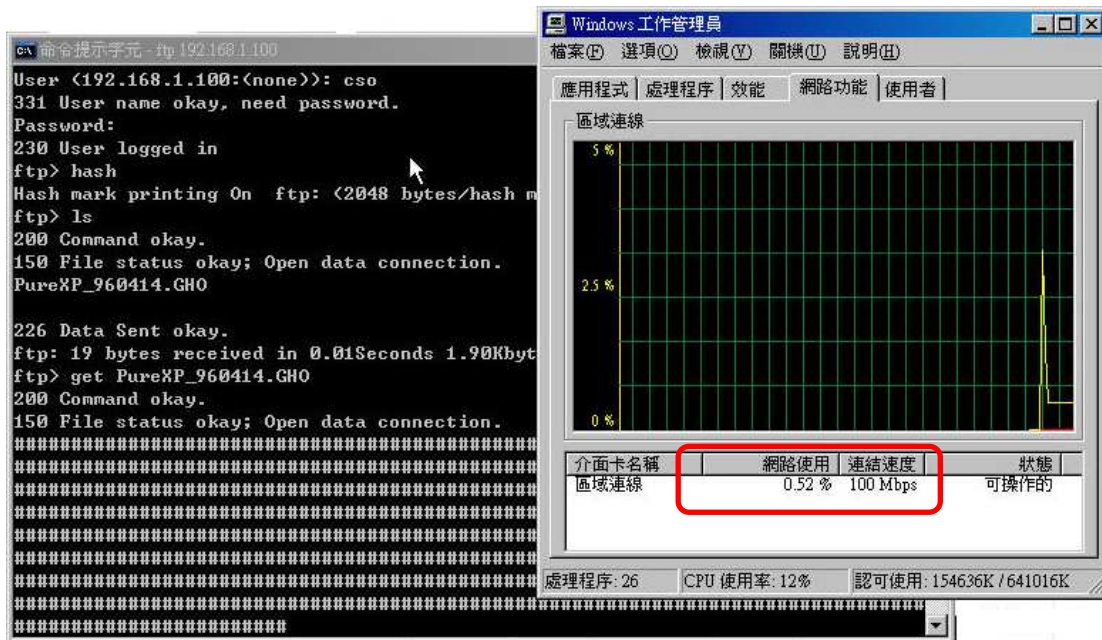 命令提示字元 - ftp 192.168.1.100
User (192.168.1.100:(none)): cso
331 User name okay, need password.
Password:
230 User logged in
ftp> hash
Hash mark printing On  ftp: (2048 bytes/hash m
ftp> ls
200 Command okay.
150 File status okay; Open data connection.
PureXP_960414.GHO
226 Data Sent okay.
ftp: 19 bytes received in 0.01Seconds 1.90Kbyt
ftp> get PureXP_960414.GHO
200 Command okay.
150 File status okay; Open data connection.
Windows 工作管理員
檔案(F) 選項(O) 檢視(V) 關機(U) 說明(H)
應用程式 處理程序 效能 網路功能 使用者
區域連線
5 %
2.5 %
0 %
介面卡名稱 網路使用 連結速度 狀態
區域連線 0.52 % 100 Mbps 可操作的
處理程序: 26 CPU 使用率: 12% 認可使用: 154636K / 641016K